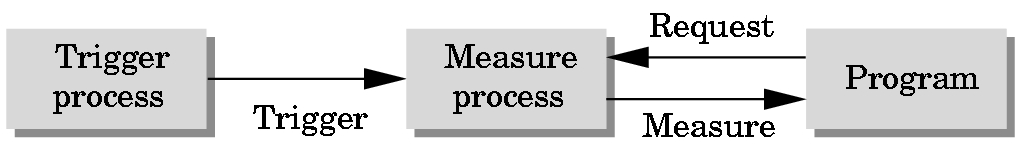 Trigger
process
Trigger
Measure
process
Request
Measure
Program